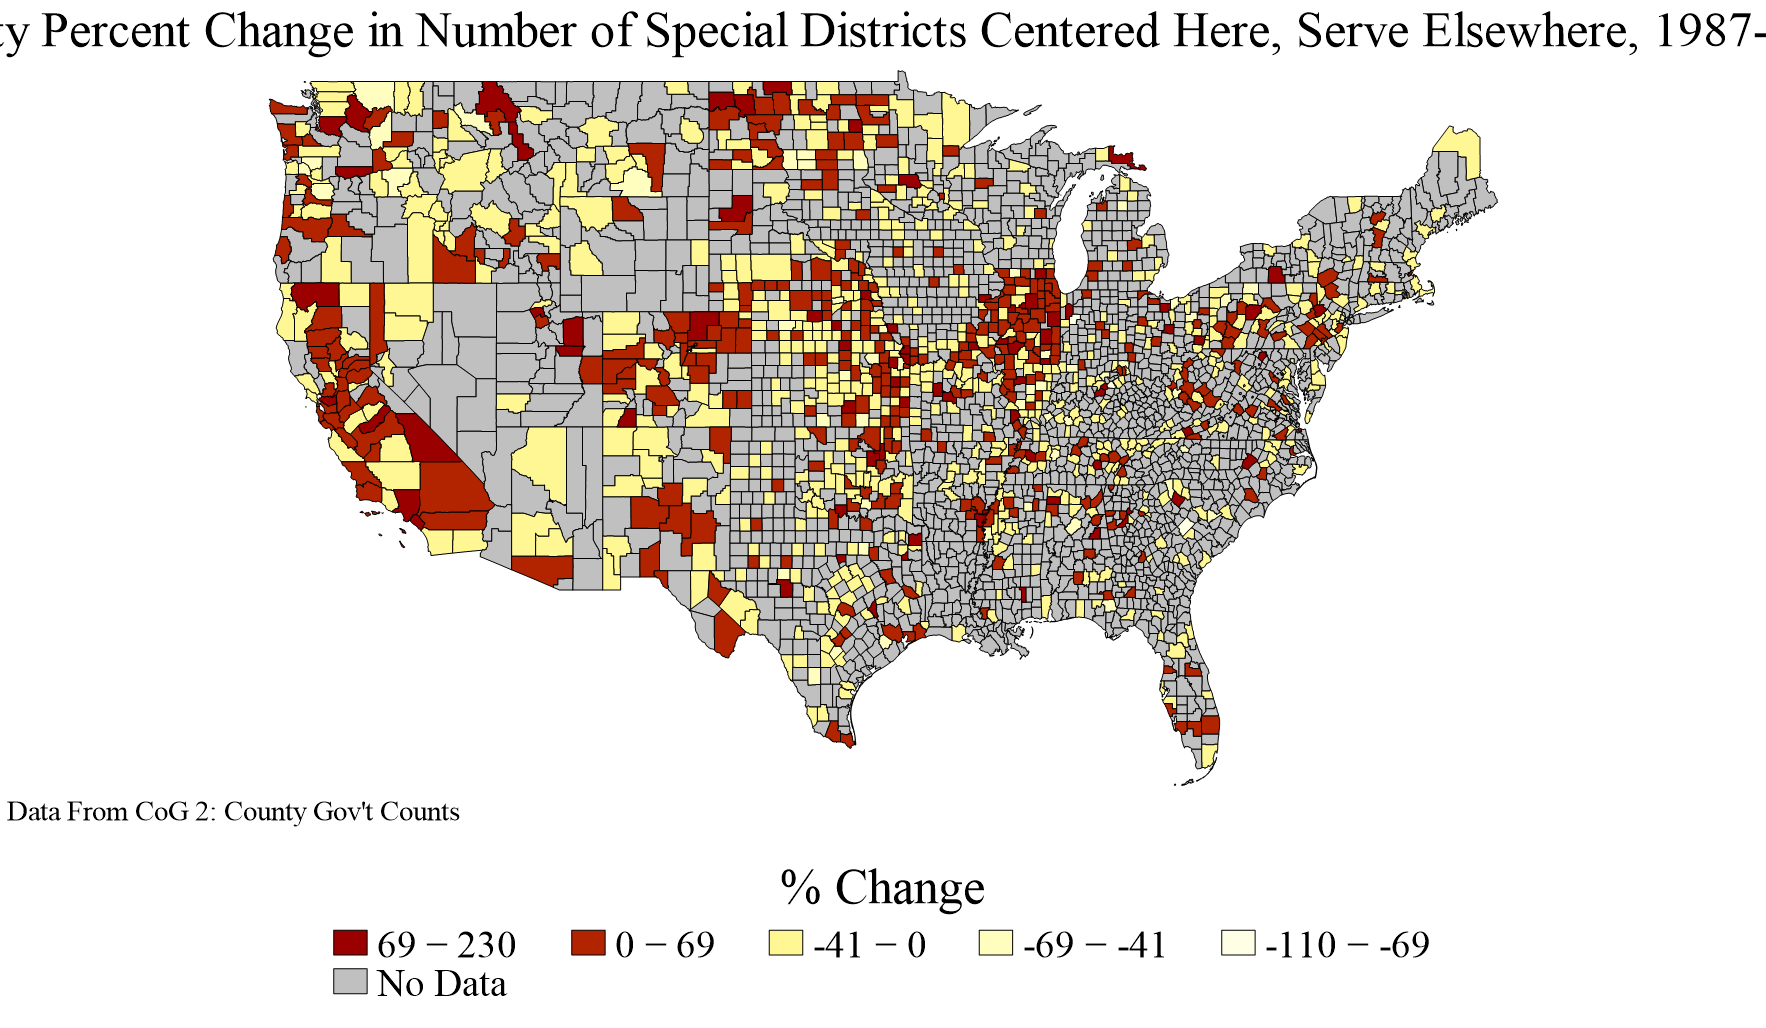 ty Percent Change in Number of Special Districts Centered Here, Serve Elsewhere, 1987-
Data From CoG 2: County Gov't Counts
% Change
69 − 230 0 − 69 -41 − 0 -69 − -41 -110 − -69
No Data